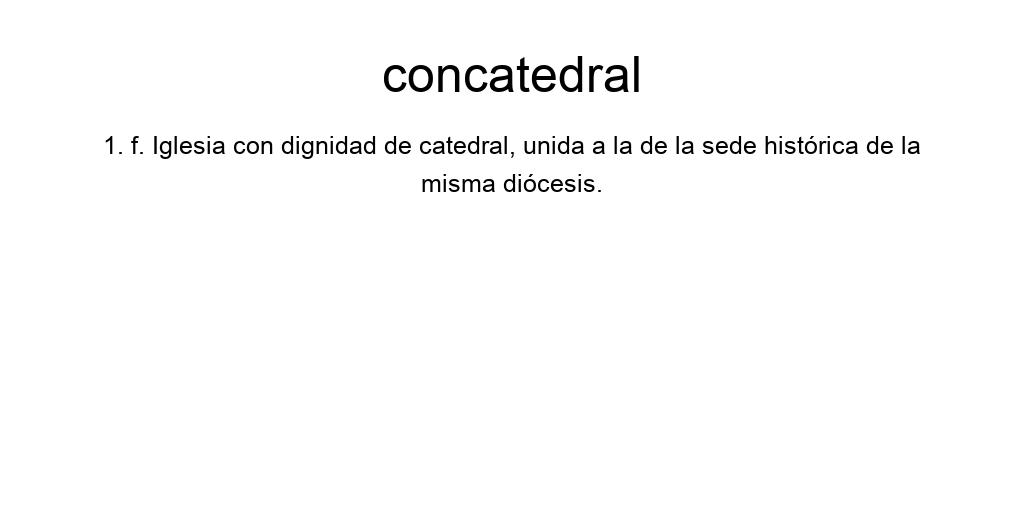 concatedral
1. f. Iglesia con dignidad de catedral, unida a la de la sede histórica de la
misma diócesis.